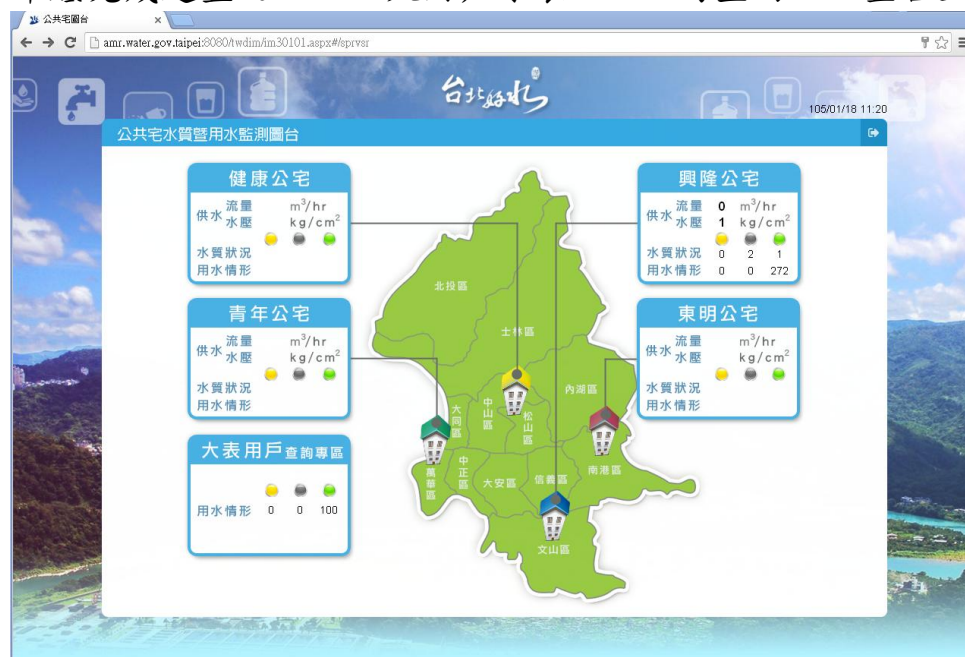 公共宅圖台
amr.water.gov.taipei:8080/twdim/im30101.aspx#/sprvsr
台北好水
105/01/18 11:20
公共宅水質暨用水監測圖台
健康公宅
供水 流量 m³/hr
水壓 kg/cm²
水質狀況
用水情形
興隆公宅
供水 流量 0 m³/hr
水壓 1 kg/cm²
水質狀況 0 2 1
用水情形 0 0 272
青年公宅
供水 流量 m³/hr
水壓 kg/cm²
水質狀況
用水情形
東明公宅
供水 流量 m³/hr
水壓 kg/cm²
水質狀況
用水情形
大表用戶查詢專區
用水情形 0 0 100
北投區
士林區
內湖區
大同區
中山區
松山區
萬華區
中正區
大安區
信義區
南港區
文山區